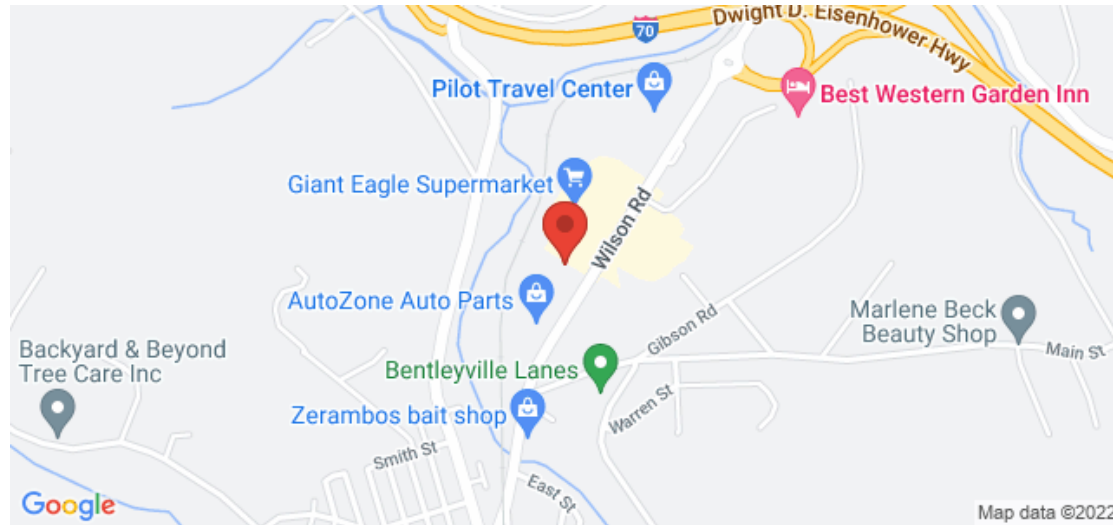 Dwight D. Eisenhower Hwy
70
Pilot Travel Center
Best Western Garden Inn
Giant Eagle Supermarket
Wilson Rd
AutoZone Auto Parts
Marlene Beck
Beauty Shop
Gibson Rd
Main St
Backyard & Beyond
Tree Care Inc
Bentleyville Lanes
Zerambos bait shop
Warren St
Smith St
East St
Google
Map data ©2022